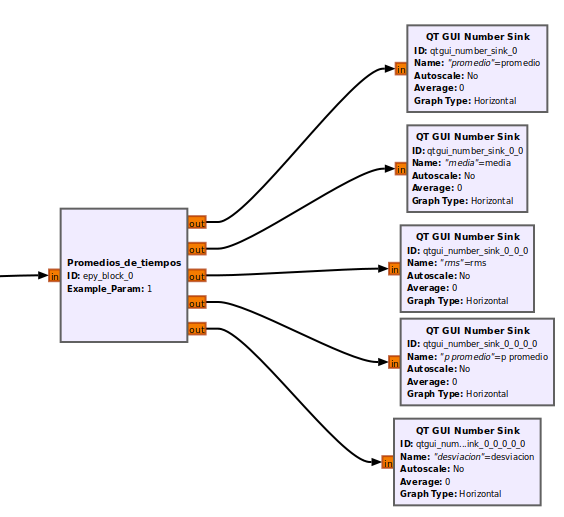 QT GUI Number Sink
ID: qtgui_number_sink_0
Name: "promedio"=promedio
Autoscale: No
Average: 0
Graph Type: Horizontal
in
QT GUI Number Sink
ID: qtgui_number_sink_0_0
Name: "media"=media
Autoscale: No
Average: 0
Graph Type: Horizontal
in
Promedios_de_tiempos
ID: epy_block_0
Example_Param: 1
in
out
out
out
out
out
QT GUI Number Sink
ID: qtgui_number_sink_0_0_0
Name: "rms"=rms
Autoscale: No
Average: 0
Graph Type: Horizontal
in
QT GUI Number Sink
ID: qtgui_number_sink_0_0_0_0
Name: "p promedio"=p promedio
Autoscale: No
Average: 0
Graph Type: Horizontal
in
QT GUI Number Sink
ID: qtgui_num...ink_0_0_0_0_0
Name: "desviacion"=desviacion
Autoscale: No
Average: 0
Graph Type: Horizontal
in